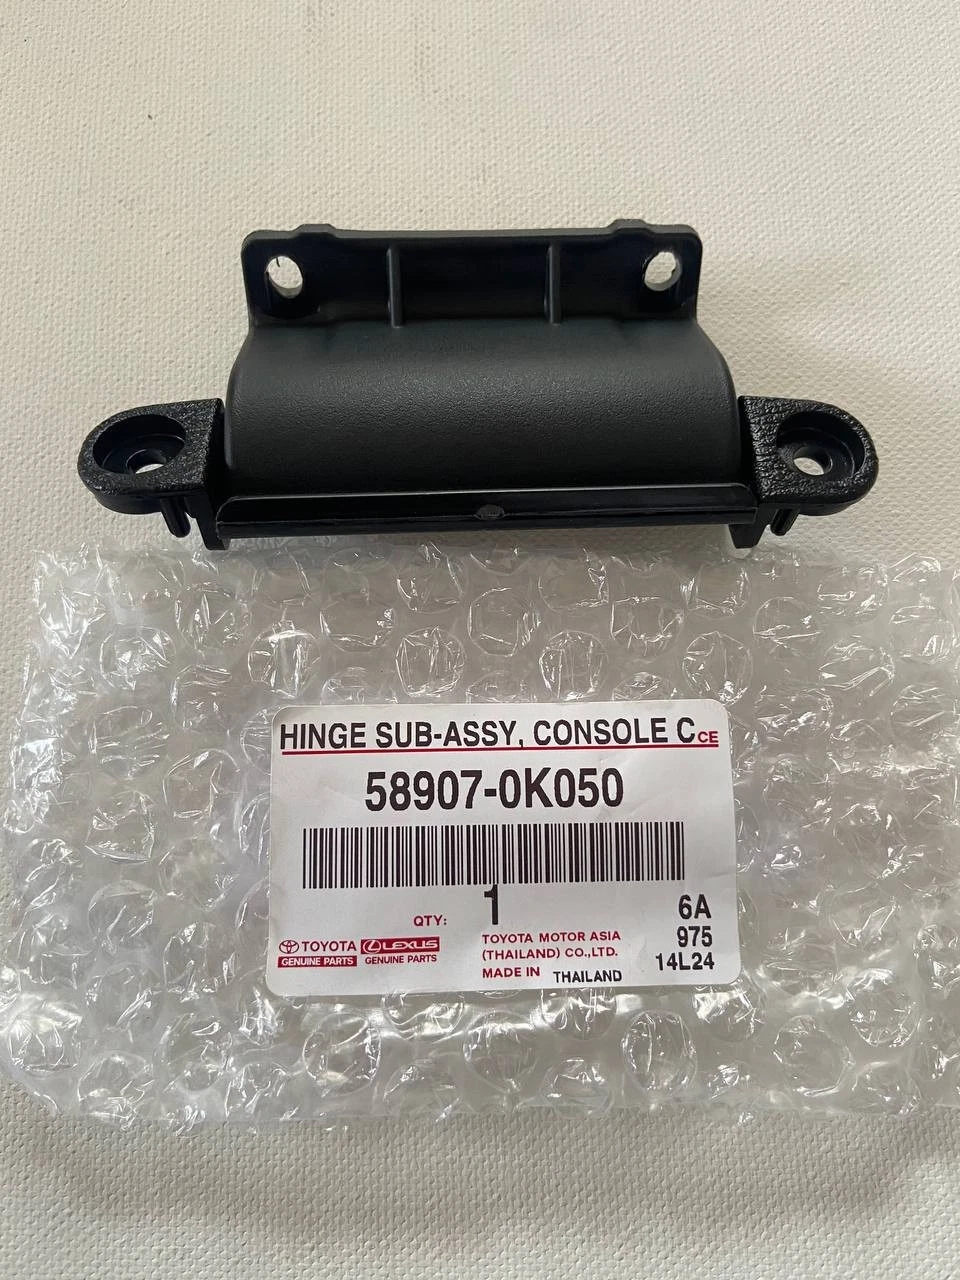 HINGE SUB-ASSY, CONSOLE C CE
58907-0K050
QTY: 1
6A
975
14L24
TOYOTA
GENUINE PARTS
LEXUS
GENUINE PARTS
TOYOTA MOTOR ASIA
(THAILAND) CO.,LTD.
MADE IN THAILAND